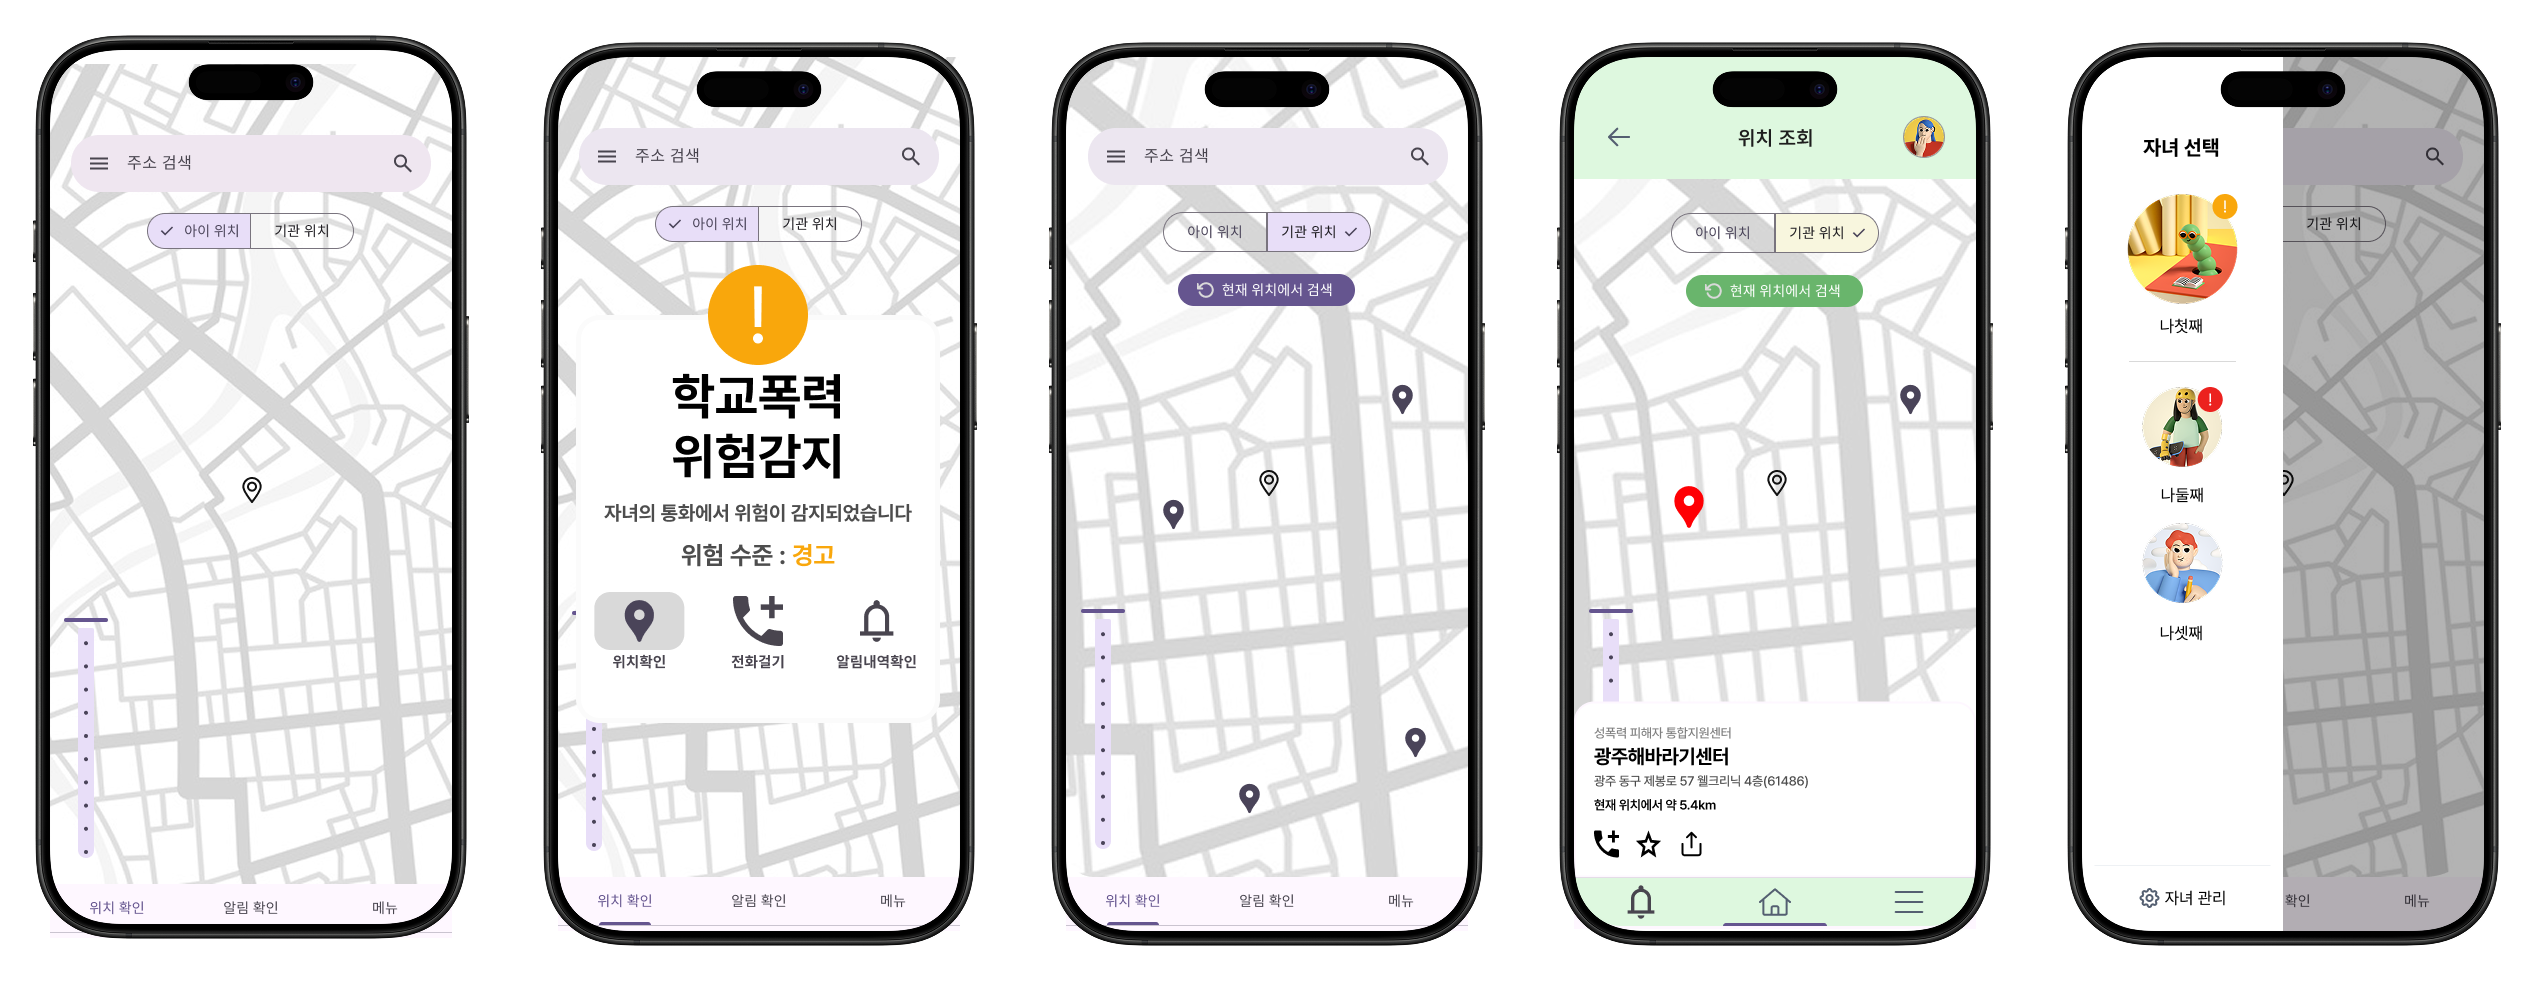 주소 검색
아이 위치
기관 위치
위치 확인
알림 확인
메뉴
주소 검색
아이 위치
기관 위치
!
학교폭력
위험감지
자녀의 통화에서 위험이 감지되었습니다
위험 수준 : 경고
위치확인
전화걸기
알림내역확인
위치 확인
알림 확인
메뉴
주소 검색
아이 위치
기관 위치
현재 위치에서 검색
위치 확인
알림 확인
메뉴
위치 조회
아이 위치
기관 위치
현재 위치에서 검색
성폭력 피해자 통합지원센터
광주해바라기센터
광주 동구 제봉로 57 웰크리닉 4층(61486)
현재 위치에서 약 5.4km
자녀 선택
!
나첫째
!
나둘째
나셋째
자녀 관리
기관 위치
확인
메뉴